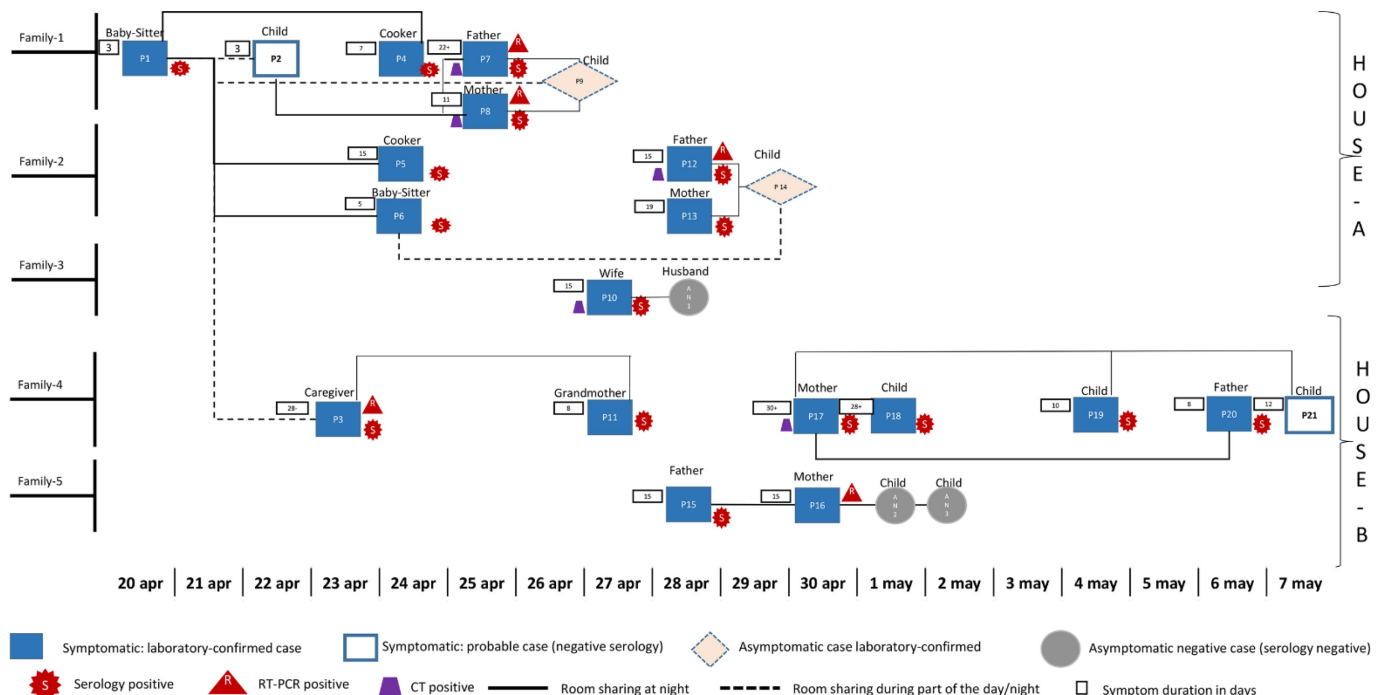 Family-1
Baby-Sitter
3
P1
S
Child
3
P2
Cooker
7
P4
S
Father
22+
P7
R
S
Mother
11
P8
R
S
Child
P9
Family-2
Cooker
15
P5
S
Baby-Sitter
5
P6
S
Father
15
P12
R
S
Mother
19
P13
S
Child
P 14
Family-3
Wife
15
P10
S
Husband
A
N
1
HOUSE-A
Family-4
Caregiver
28-
P3
R
S
Grandmother
8
P11
S
Mother
30+
P17
S
Child
28+
P18
S
Child
10
P19
S
Father
8
P20
S
Child
12
P21
Family-5
Father
15
P15
S
Mother
15
P16
R
Child
A
N
2
Child
A
N
3
HOUSE-B
20 apr 21 apr 22 apr 23 apr 24 apr 25 apr 26 apr 27 apr 28 apr 29 apr 30 apr 1 may 2 may 3 may 4 may 5 may 6 may 7 may
Symptomatic: laboratory-confirmed case
Symptomatic: probable case (negative serology)
Asymptomatic case laboratory-confirmed
Asymptomatic negative case (serology negative)
S Serology positive
R RT-PCR positive
CT positive
Room sharing at night
Room sharing during part of the day/night
Symptom duration in days